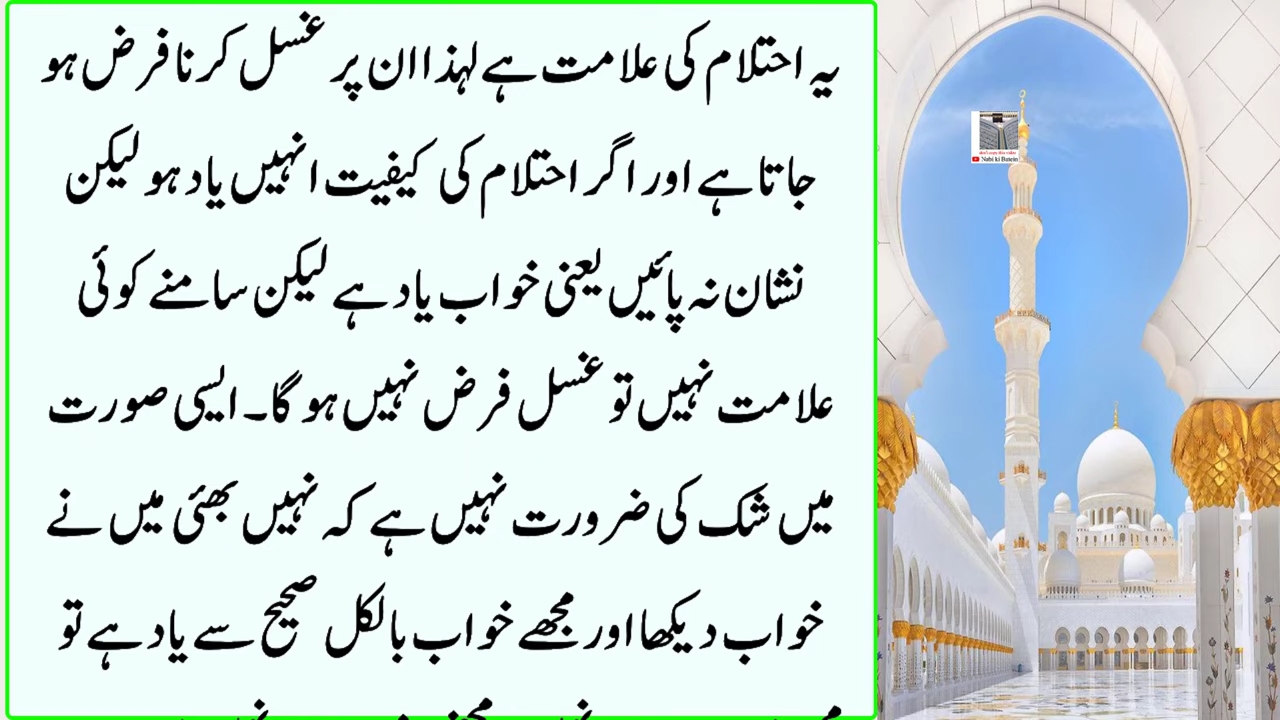 یہ احتلام کی علامت ہے لہذا ان پر غسل کرنا فرض ہو
جاتا ہے اور اگر احتلام کی کیفیت انہیں یاد ہو لیکن
نشان نہ پائیں یعنی خواب یاد ہے لیکن سامنے کوئی
علامت نہیں تو غسل فرض نہیں ہو گا۔ ایسی صورت
میں شک کی ضرورت نہیں ہے کہ نہیں بھئی میں نے
خواب دیکھا اور مجھے خواب بالکل صحیح سے یاد ہے تو
Nabi ki Batein